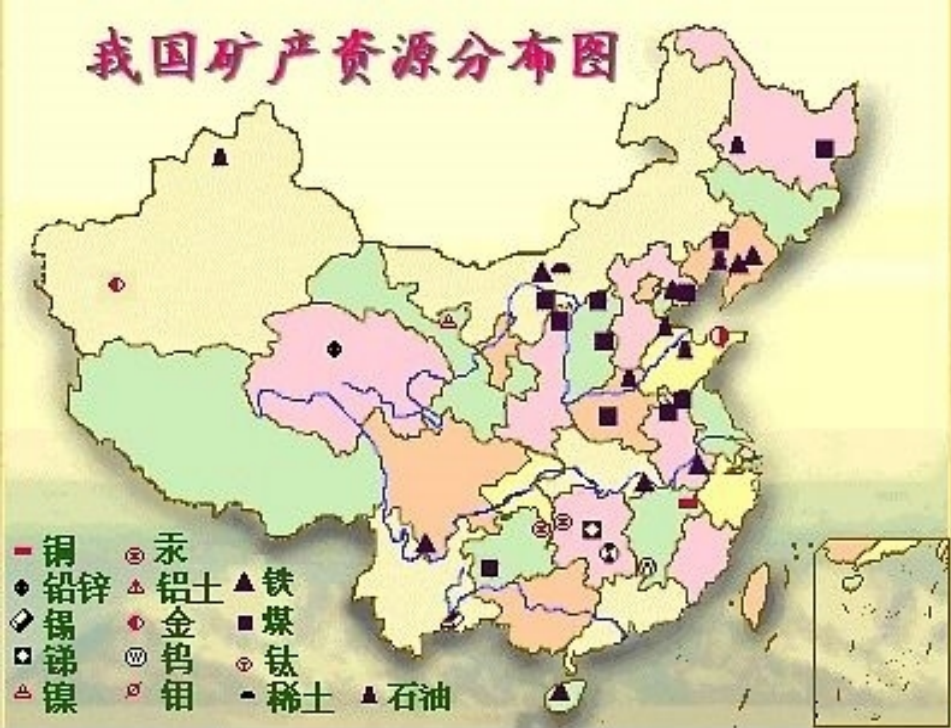 我国矿产资源分布图
铜
汞
铅锌
铝土
铁
锡
金
煤
锑
钨
钛
镍
钼
稀土
石油